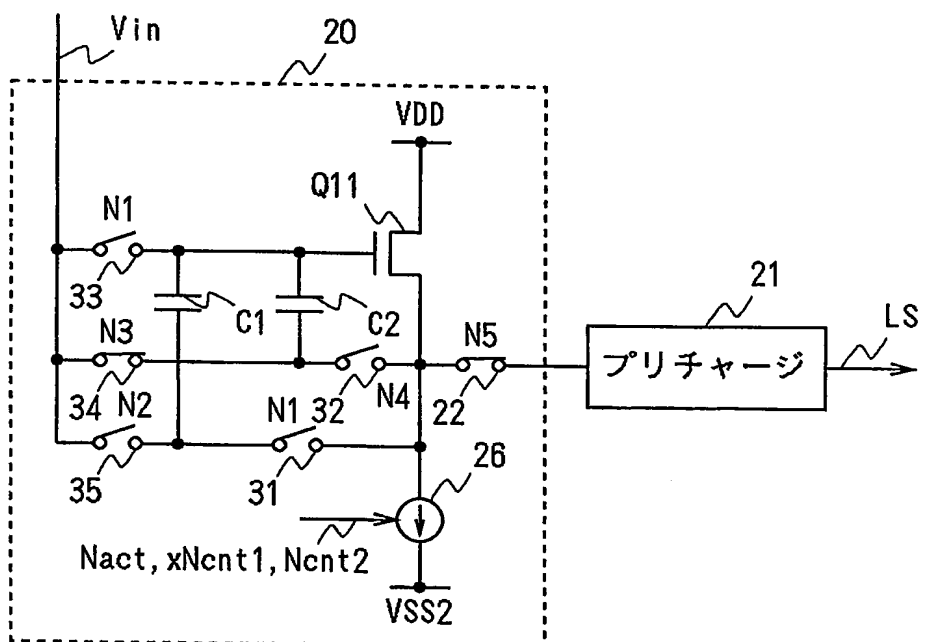 Vin
20
VDD
Q11
N1
33
C1
C2
21
LS
N3
N5
プリチャージ
34
N2
32
N4
22
N1
35
31
26
Nact,xNcnt1,Ncnt2
VSS2